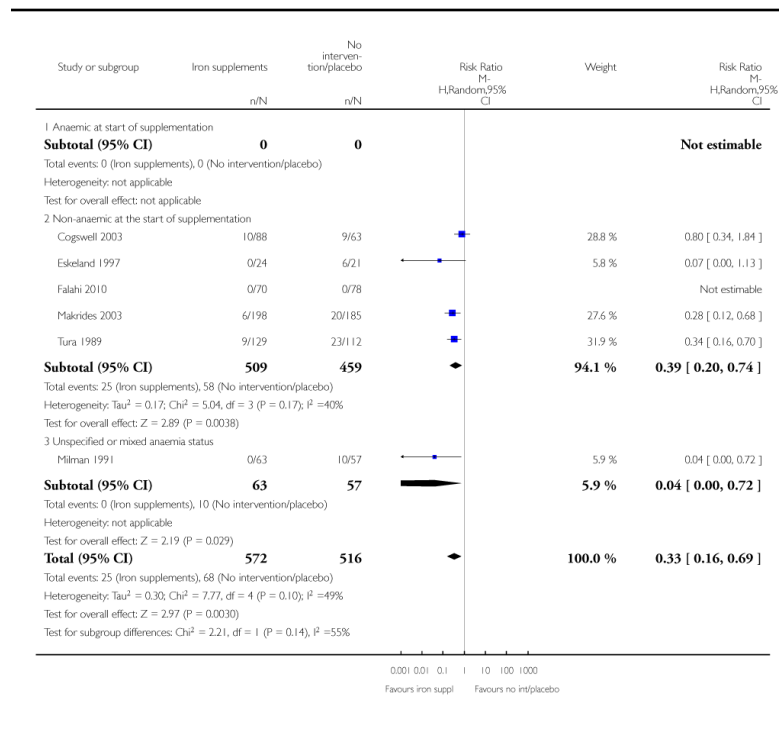 Study or subgroup Iron supplements No interven- tion/placebo Risk Ratio Weight Risk Ratio
M- H,Random,95% CI M- H,Random,95% CI
n/N n/N
1 Anaemic at start of supplementation
Subtotal (95% CI) 0 0 Not estimable
Total events: 0 (Iron supplements), 0 (No intervention/placebo)
Heterogeneity: not applicable
Test for overall effect: not applicable
2 Non-anaemic at the start of supplementation
Cogswell 2003 10/88 9/63 28.8 % 0.80 [ 0.34, 1.84 ]
Eskeland 1997 0/24 6/21 5.8 % 0.07 [ 0.00, 1.13 ]
Falahi 2010 0/70 0/78 Not estimable
Makrides 2003 6/198 20/185 27.6 % 0.28 [ 0.12, 0.68 ]
Tura 1989 9/129 23/112 31.9 % 0.34 [ 0.16, 0.70 ]
Subtotal (95% CI) 509 459 94.1 % 0.39 [ 0.20, 0.74 ]
Total events: 25 (Iron supplements), 58 (No intervention/placebo)
Heterogeneity: Tau² = 0.17; Chi² = 5.04, df = 3 (P = 0.17); I² =40%
Test for overall effect: Z = 2.89 (P = 0.0038)
3 Unspecified or mixed anaemia status
Milman 1991 0/63 10/57 5.9 % 0.04 [ 0.00, 0.72 ]
Subtotal (95% CI) 63 57 5.9 % 0.04 [ 0.00, 0.72 ]
Total events: 0 (Iron supplements), 10 (No intervention/placebo)
Heterogeneity: not applicable
Test for overall effect: Z = 2.19 (P = 0.029)
Total (95% CI) 572 516 100.0 % 0.33 [ 0.16, 0.69 ]
Total events: 25 (Iron supplements), 68 (No intervention/placebo)
Heterogeneity: Tau² = 0.30; Chi² = 7.77, df = 4 (P = 0.10); I² =49%
Test for overall effect: Z = 2.97 (P = 0.0030)
Test for subgroup differences: Chi² = 2.21, df = 1 (P = 0.14), I² =55%
0.001 0.01 0.1 1 10 100 1000
Favours iron suppl Favours no int/placebo